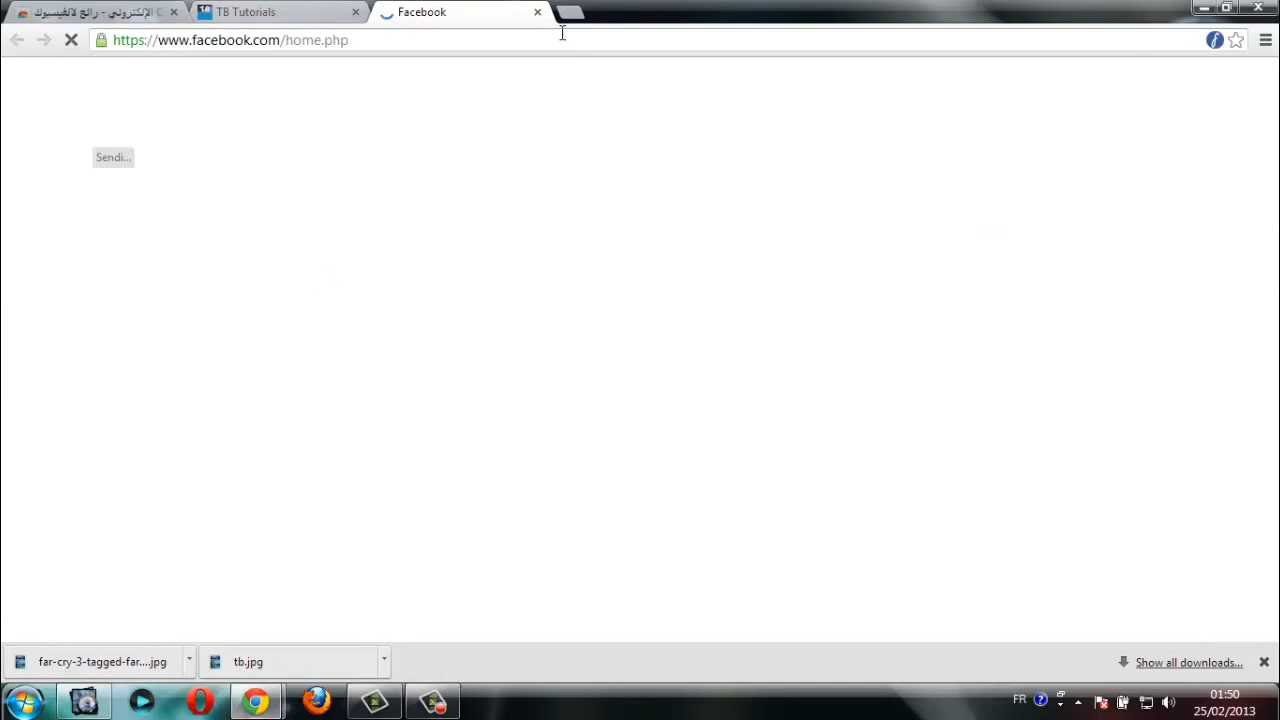 الإلكتروني - رائع لالفيسبوك
TB Tutorials
Facebook
https://www.facebook.com/home.php
Sendi...
far-cry-3-tagged-far....jpg
tb.jpg
Show all downloads...
FR
01:50
25/02/2013